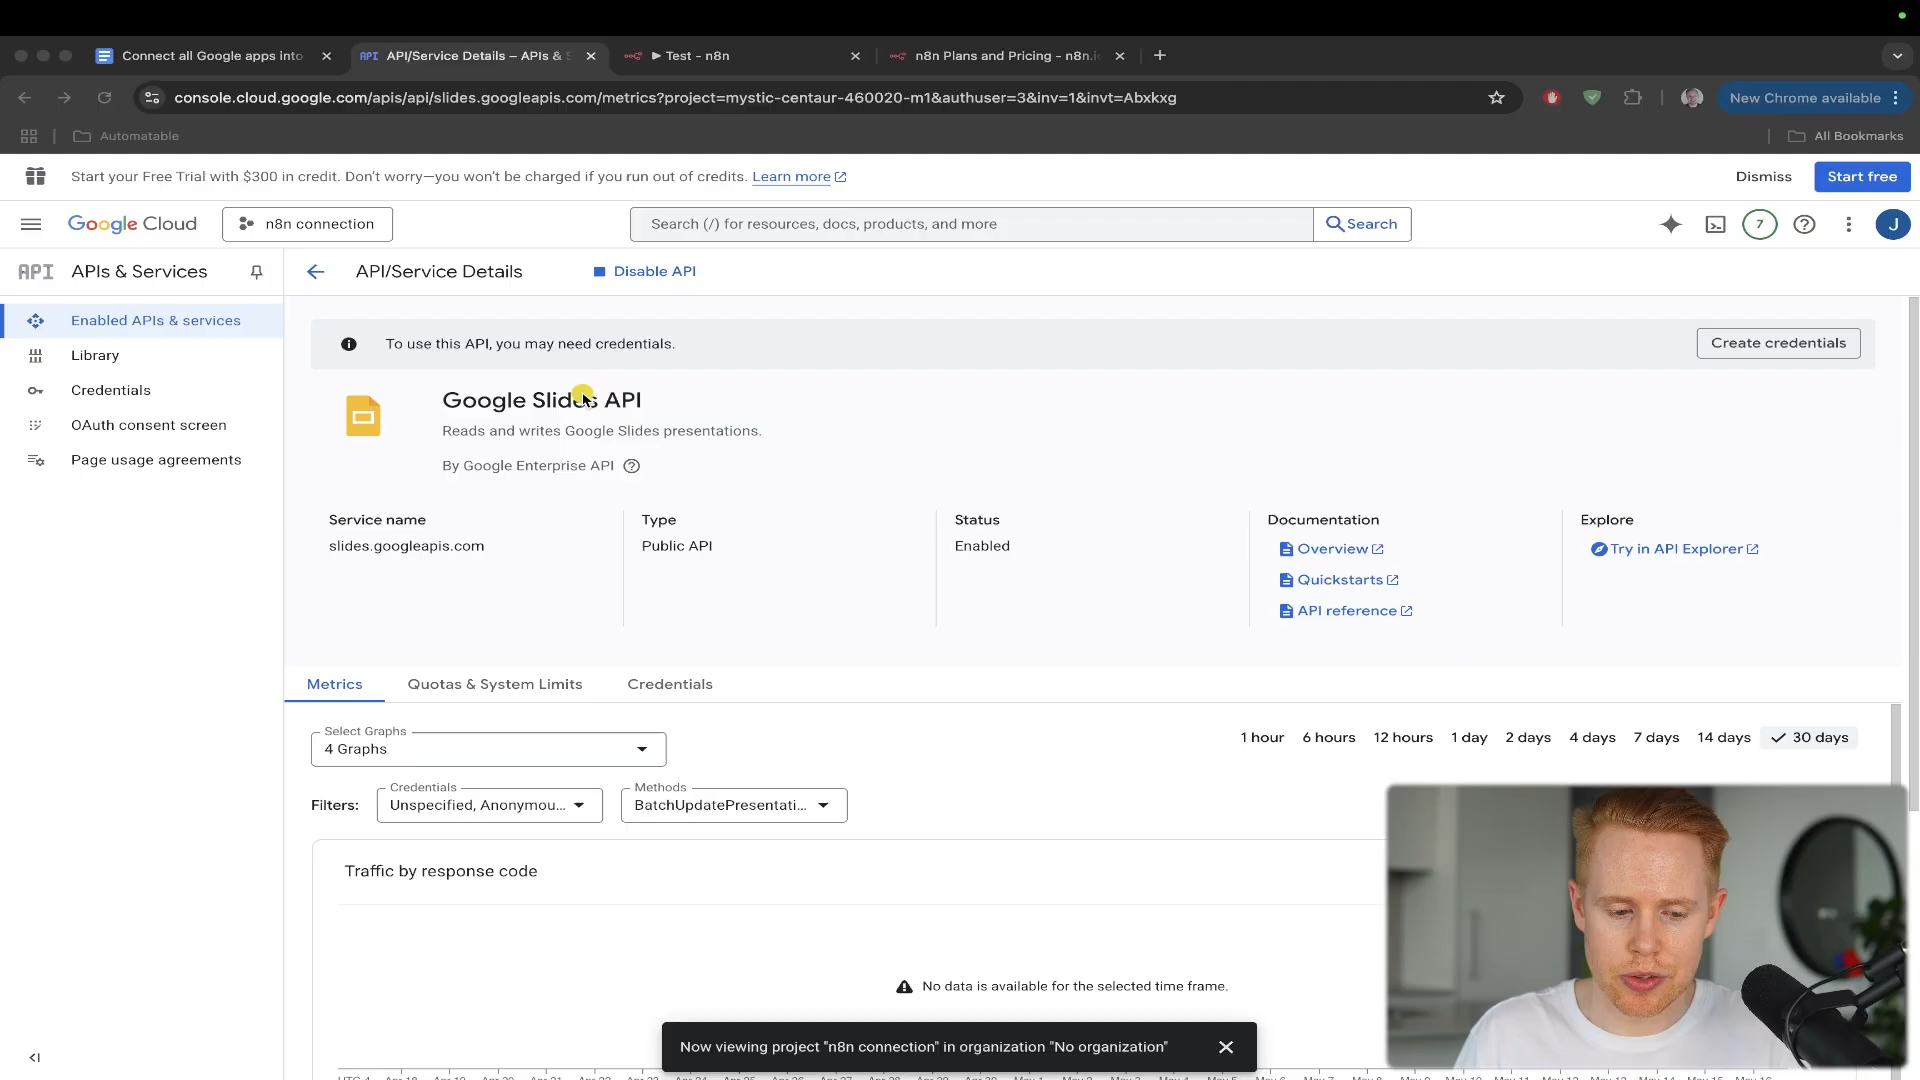 Connect all Google apps into
API API/Service Details – APIs &
Test - n8n
n8n Plans and Pricing - n8n.i
console.cloud.google.com/apis/api/slides.googleapis.com/metrics?project=mystic-centaur-460020-m1&authuser=3&inv=1&invt=Abxkxg
New Chrome available
Automatable
All Bookmarks
Start your Free Trial with $300 in credit. Don't worry—you won't be charged if you run out of credits. Learn more
Dismiss
Start free
Google Cloud
n8n connection
Search (/) for resources, docs, products, and more
Search
7
J
API APIs & Services
API/Service Details
Disable API
Enabled APIs & services
Library
Credentials
OAuth consent screen
Page usage agreements
To use this API, you may need credentials.
Create credentials
Google Slides API
Reads and writes Google Slides presentations.
By Google Enterprise API
Service name
slides.googleapis.com
Type
Public API
Status
Enabled
Documentation
Overview
Quickstarts
API reference
Explore
Try in API Explorer
Metrics
Quotas & System Limits
Credentials
Select Graphs
4 Graphs
1 hour
6 hours
12 hours
1 day
2 days
4 days
7 days
14 days
30 days
Filters:
Credentials
Unspecified, Anonymou...
Methods
BatchUpdatePresentati...
Traffic by response code
No data is available for the selected time frame.
Now viewing project "n8n connection" in organization "No organization"